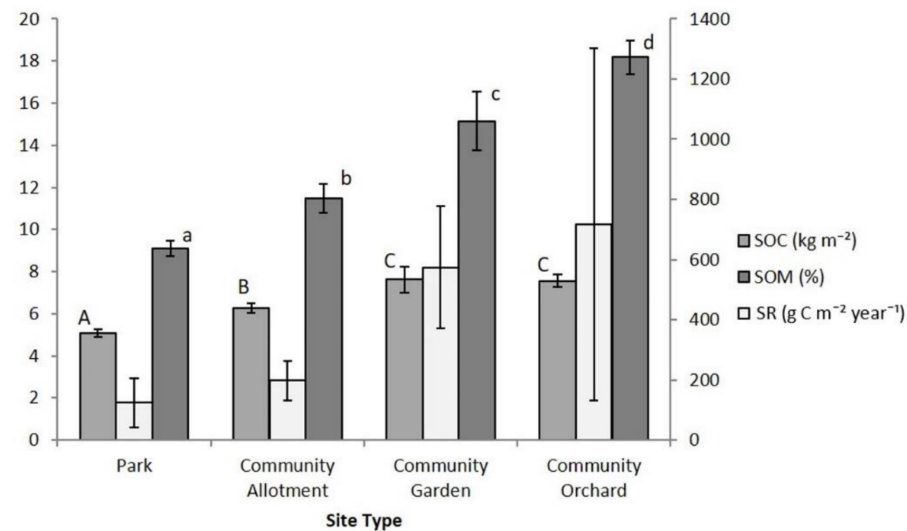 20
18
16
14
12
10
8
6
4
2
0
1400
1200
1000
800
600
400
200
0
A
a
B
b
C
c
C
d
Park
Community
Allotment
Community
Garden
Community
Orchard
Site Type
SOC (kg m⁻²)
SOM (%)
SR (g C m⁻² year⁻¹)